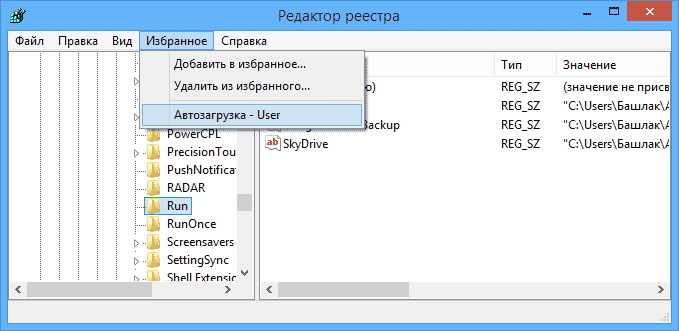 Редактор реестра
Файл Правка Вид Избранное Справка
Добавить в избранное...
Удалить из избранного...
Автозагрузка - User
Тип Значение
REG_SZ (значение не присв
REG_SZ "C:\Users\Башлак\A
Backup REG_SZ "C:\Users\Башлак\A
SkyDrive REG_SZ "C:\Users\Башлак\A
PowerCPL
PrecisionTou
PushNotificat
RADAR
Run
RunOnce
Screensavers
SettingSync
Shell Extension